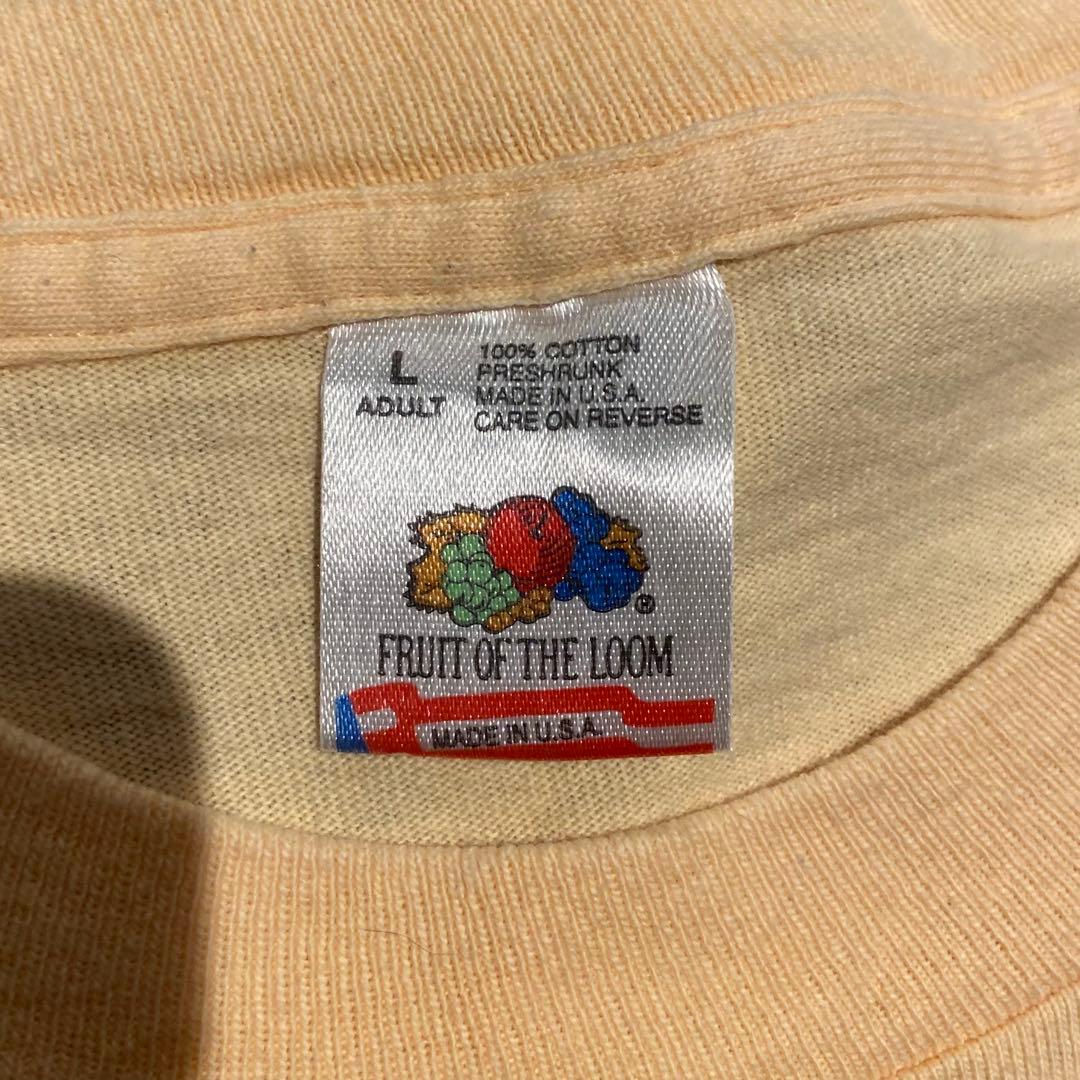 L
ADULT
100% COTTON
PRESHRUNK
MADE IN U.S.A.
CARE ON REVERSE
®
FRUIT OF THE LOOM
MADE IN U.S.A.